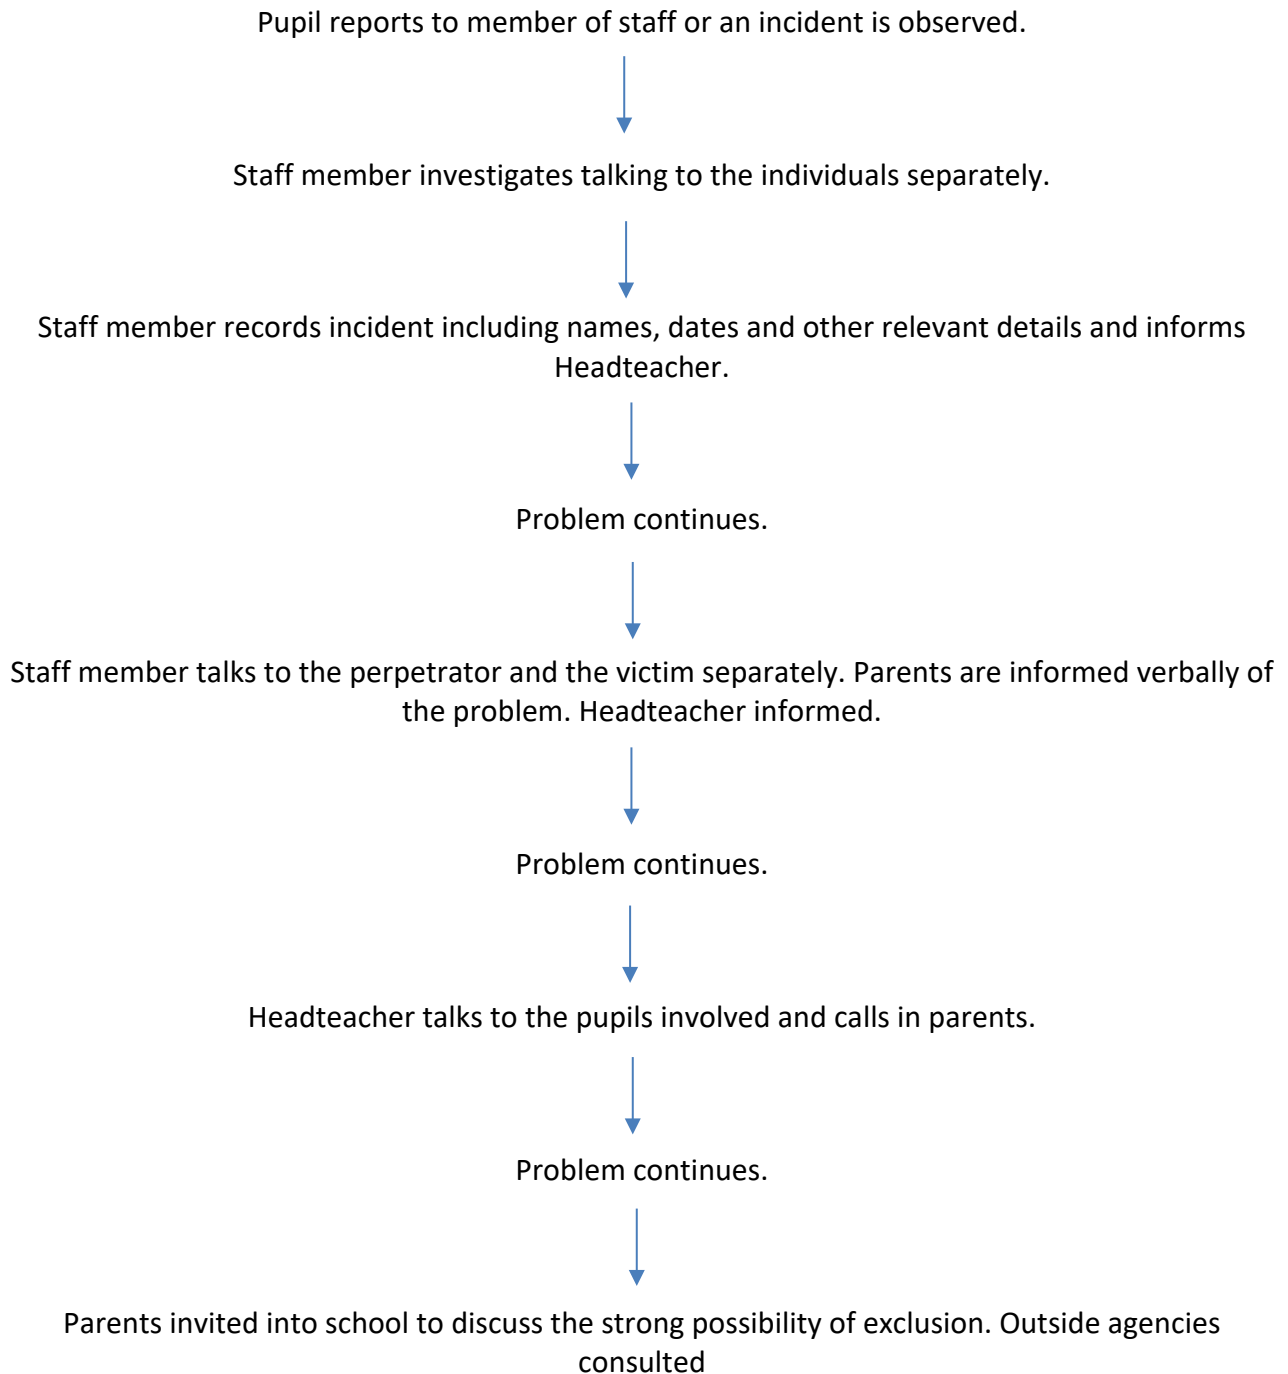 Pupil reports to member of staff or an incident is observed.
Staff member investigates talking to the individuals separately.
Staff member records incident including names, dates and other relevant details and informs
Headteacher.
Problem continues.
Staff member talks to the perpetrator and the victim separately. Parents are informed verbally of
the problem. Headteacher informed.
Problem continues.
Headteacher talks to the pupils involved and calls in parents.
Problem continues.
Parents invited into school to discuss the strong possibility of exclusion. Outside agencies
consulted